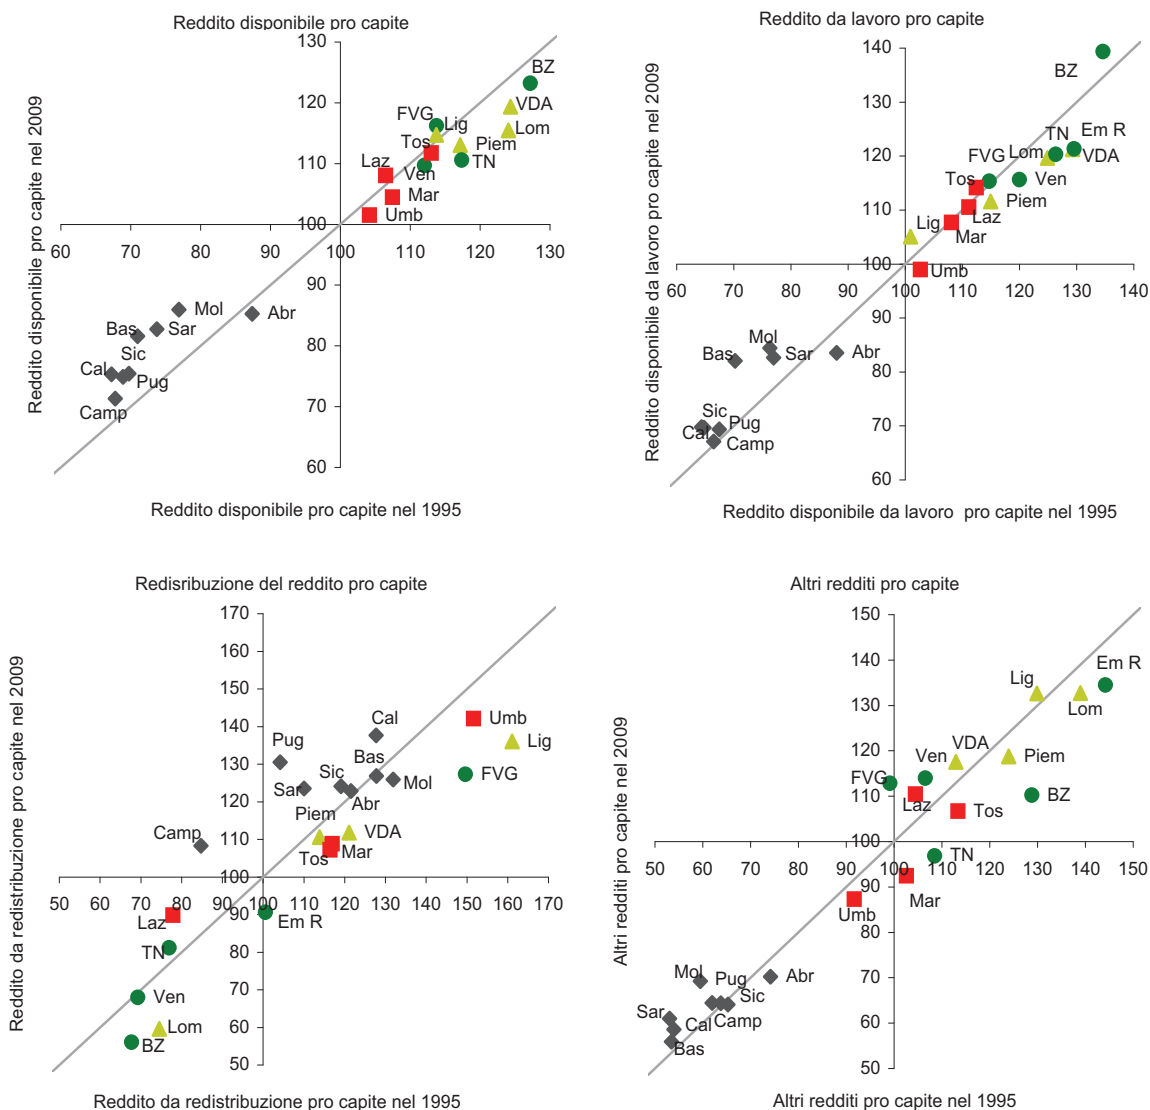 Reddito disponibile pro capite
130
120
110
100
90
80
70
60
60 70 80 90 100 110 120 130
BZ
VDA
FVG
Lig
Lom
Tos
Piem
Laz
Ven
TN
Mar
Umb
Mol
Abr
Bas
Sar
Sic
Cal
Pug
Camp
Reddito disponibile pro capite nel 2009
Reddito disponibile pro capite nel 1995
Reddito da lavoro pro capite
140
130
120
110
100
90
80
70
60
60 70 80 90 100 110 120 130 140
BZ
TN
Em R
FVG
Lom
VDA
Tos
Ven
Piem
Lig
Laz
Mar
Umb
Mol
Bas
Sar
Abr
Sic
Cal
Pug
Camp
Reddito disponibile da lavoro pro capite nel 2009
Reddito disponibile da lavoro pro capite nel 1995
Redisribuzione del reddito pro capite
170
160
150
140
130
120
110
100
90
80
70
60
50
50 60 70 80 90 100 110 120 130 140 150 160 170
Umb
Cal
Lig
Pug
Bas
FVG
Sic
Mol
Sar
Abr
Piem
Camp
VDA
Tos
Mar
Laz
Em R
TN
Ven
Lom
BZ
Reddito da redistribuzione pro capite nel 2009
Reddito da redistribuzione pro capite nel 1995
Altri redditi pro capite
150
140
130
120
110
100
90
80
70
60
50
50 60 70 80 90 100 110 120 130 140 150
Em R
Lig
Lom
Ven
VDA
Piem
FVG
BZ
Laz
Tos
TN
Mar
Umb
Mol
Pug
Abr
Sic
Sar
Cal
Camp
Bas
Altri redditi pro capite nel 2009
Altri redditi pro capite nel 1995